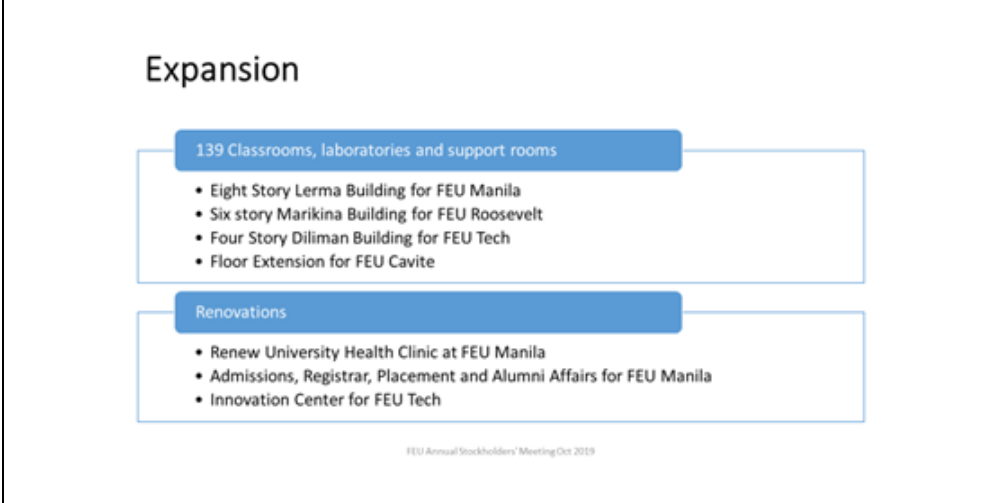 Expansion
139 Classrooms, laboratories and support rooms
• Eight Story Lerma Building for FEU Manila
• Six story Marikina Building for FEU Roosevelt
• Four Story Diliman Building for FEU Tech
• Floor Extension for FEU Cavite
Renovations
• Renew University Health Clinic at FEU Manila
• Admissions, Registrar, Placement and Alumni Affairs for FEU Manila
• Innovation Center for FEU Tech
FEU Annual Stockholders' Meeting Oct 2019